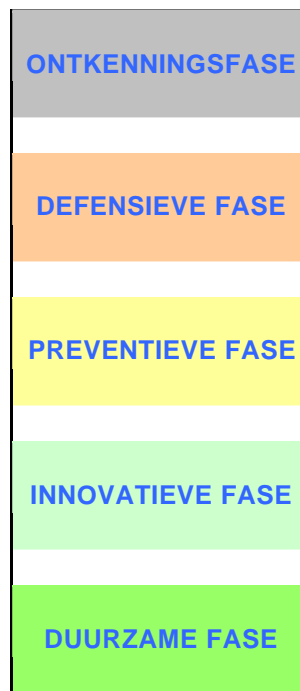 ONTKENNINGSFASE
DEFENSIEVE FASE
PREVENTIEVE FASE
INNOVATIEVE FASE
DUURZAME FASE